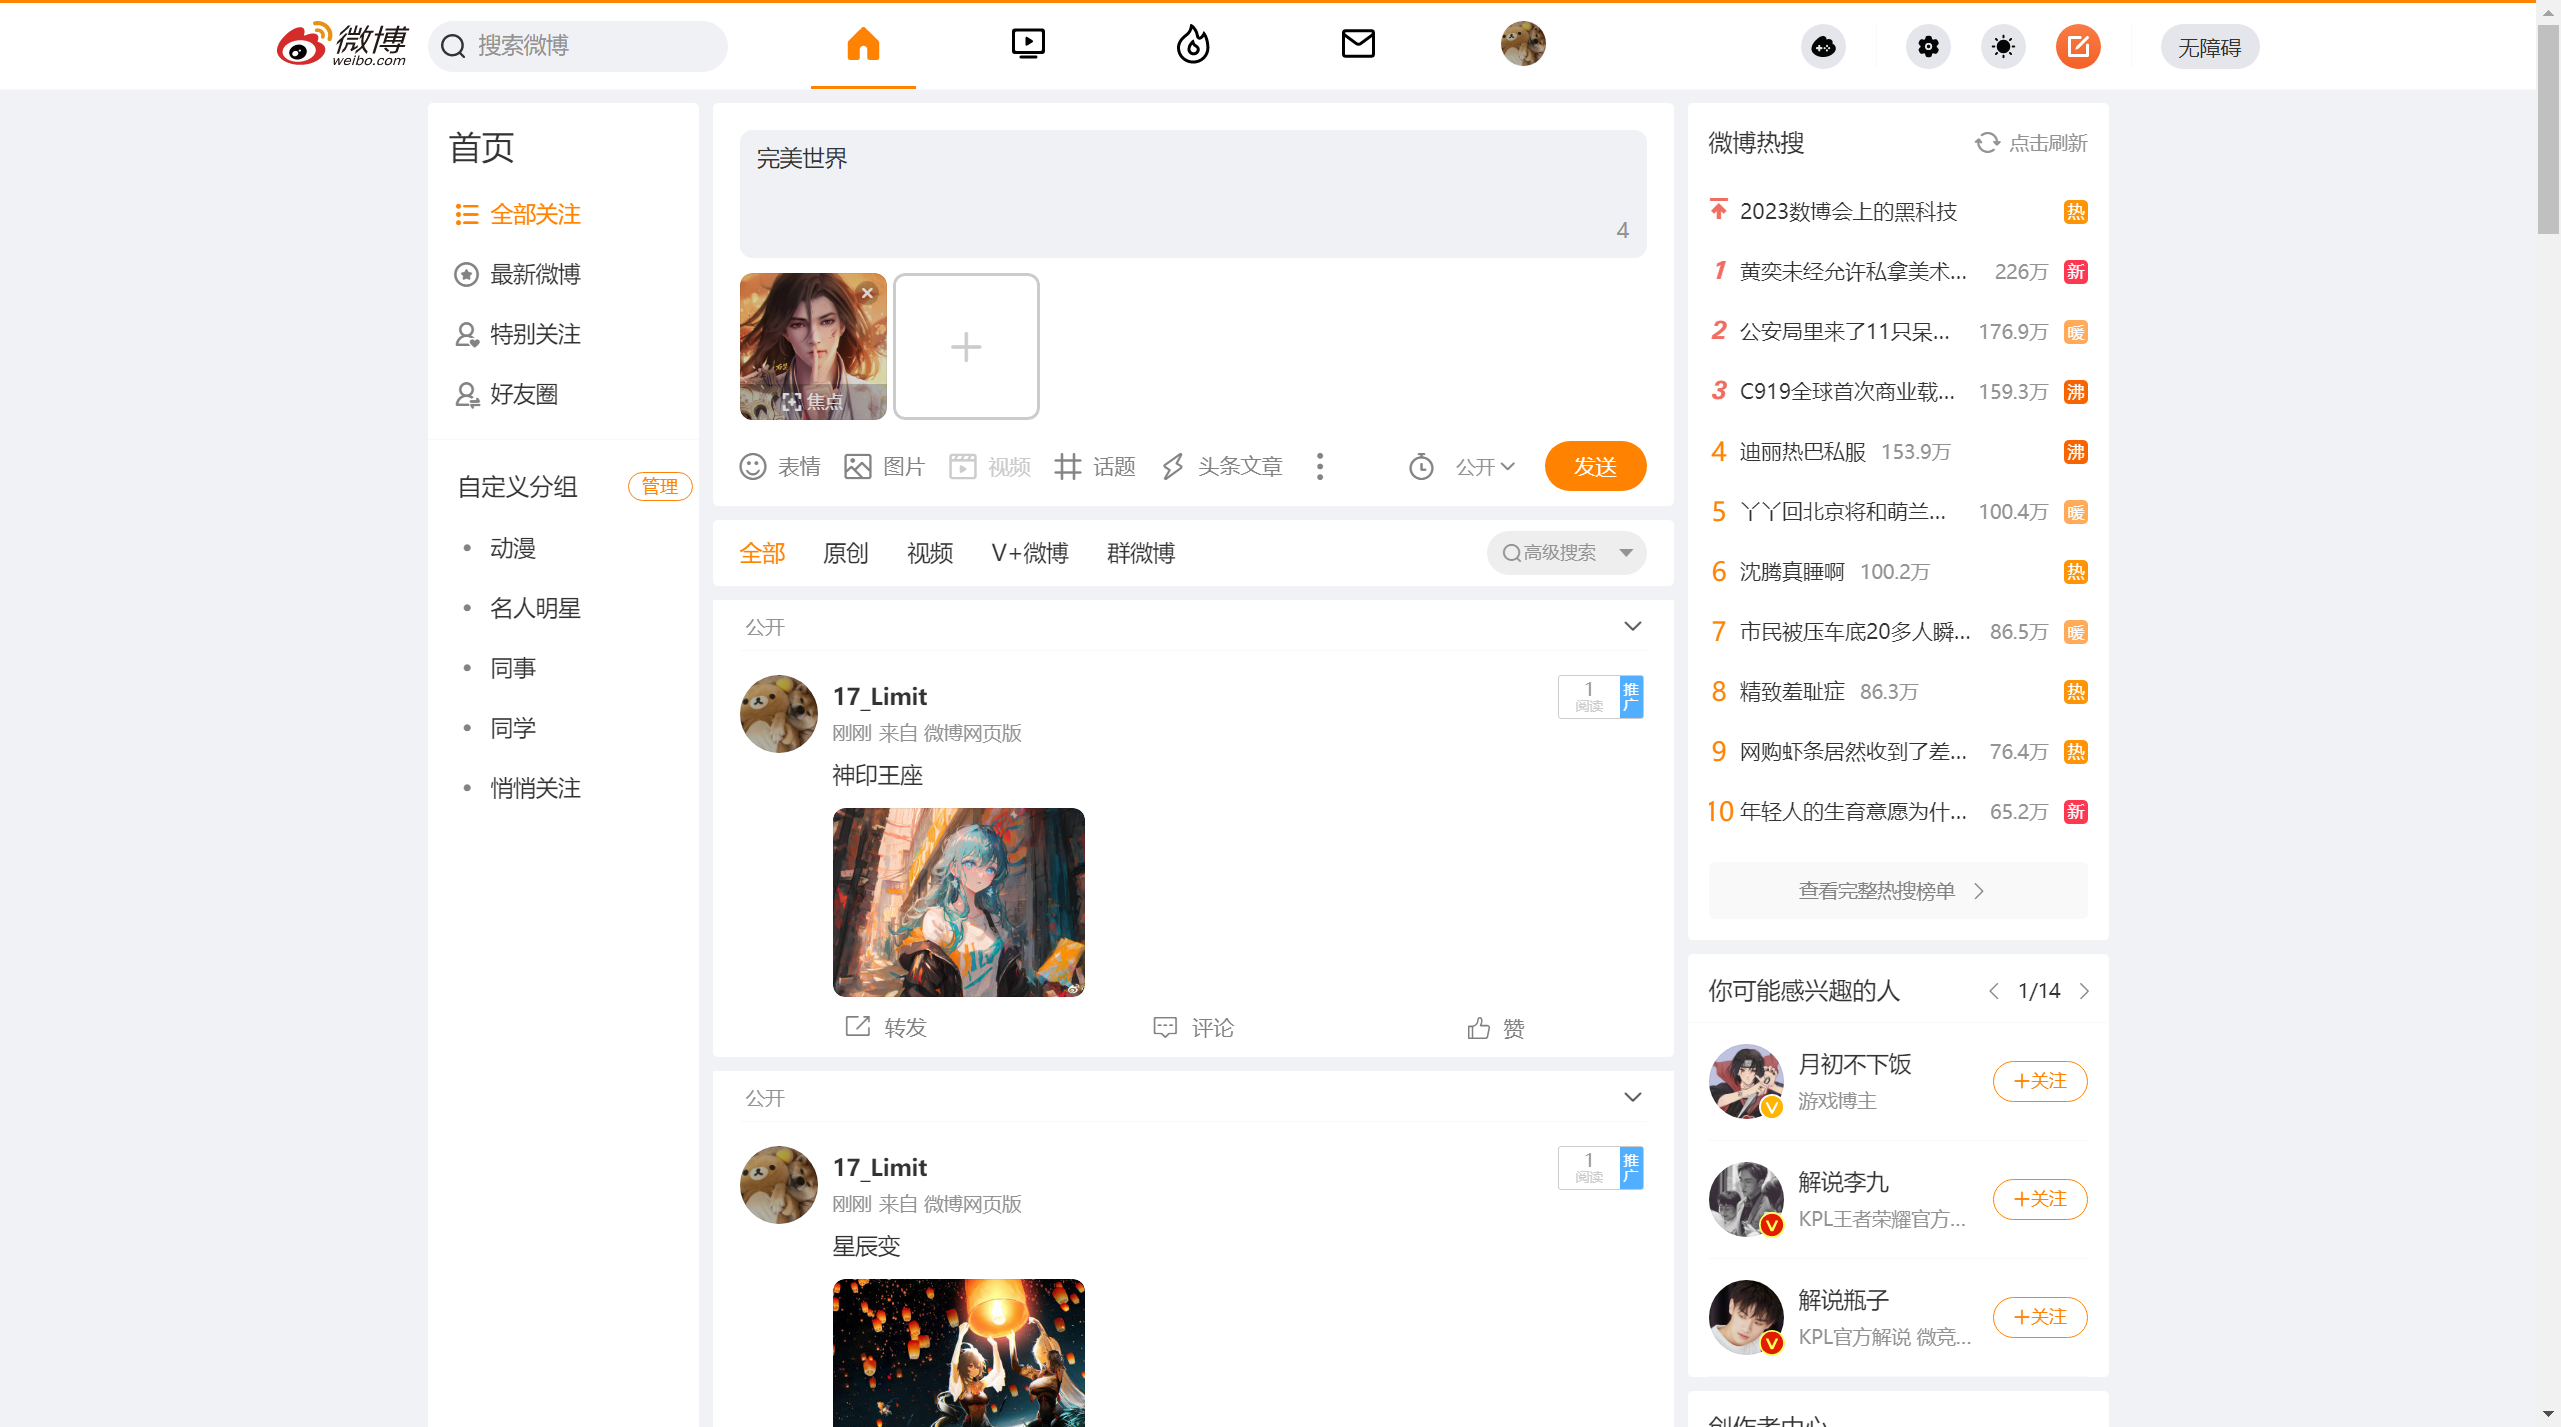 微博
weibo.com
搜索微博
无障碍
首页
全部关注
最新微博
特别关注
好友圈
自定义分组 管理
动漫
名人明星
同事
同学
悄悄关注
完美世界
4
焦点
表情 图片 视频 话题 头条文章 公开 发送
全部 原创 视频 V+微博 群微博 高级搜索
公开
17_Limit
刚刚 来自 微博网页版
1
阅读
推广
神印王座
转发 评论 赞
公开
17_Limit
刚刚 来自 微博网页版
1
阅读
推广
星辰变
微博热搜 点击刷新
2023数博会上的黑科技 热
1 黄奕未经允许私拿美术... 226万 新
2 公安局里来了11只呆... 176.9万 暖
3 C919全球首次商业载... 159.3万 沸
4 迪丽热巴私服 153.9万 沸
5 丫丫回北京将和萌兰... 100.4万 暖
6 沈腾真睡啊 100.2万 热
7 市民被压车底20多人瞬... 86.5万 暖
8 精致羞耻症 86.3万 热
9 网购虾条居然收到了差... 76.4万 热
10 年轻人的生育意愿为什... 65.2万 新
查看完整热搜榜单
你可能感兴趣的人 1/14
月初不下饭
游戏博主
+关注
解说李九
KPL王者荣耀官方...
+关注
解说瓶子
KPL官方解说 微竞...
+关注
创作者中心